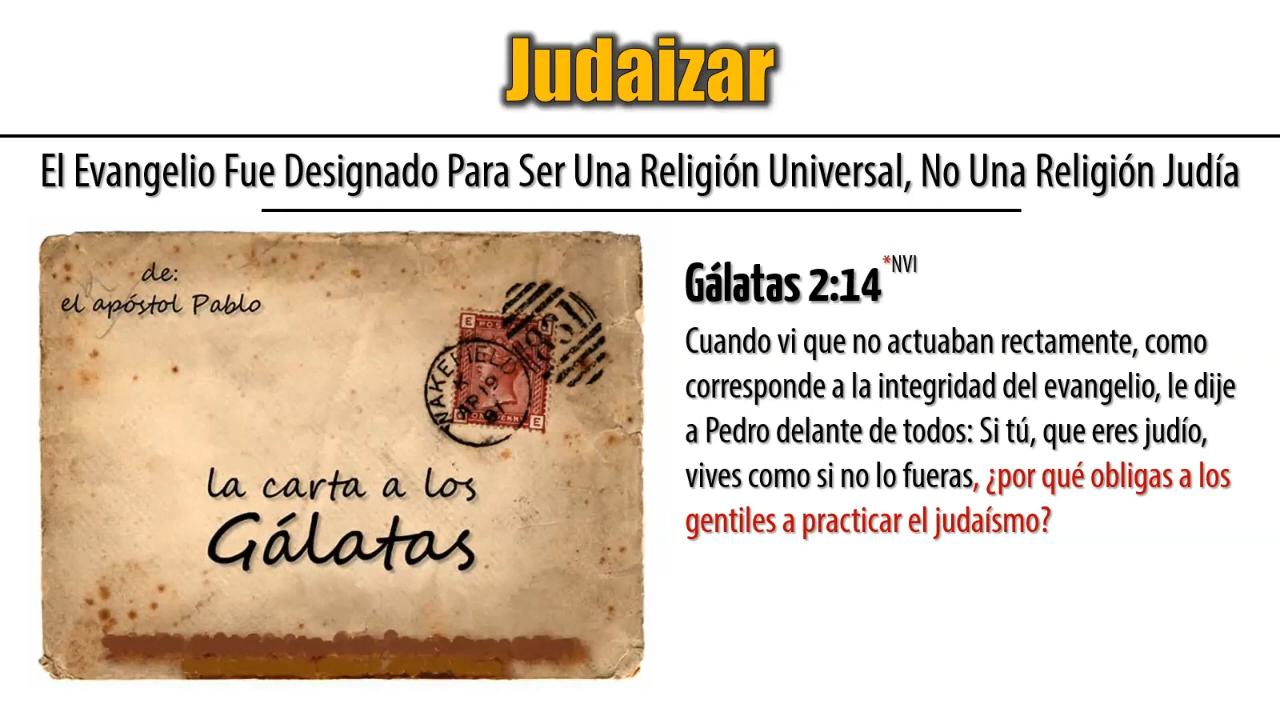 Judaizar
El Evangelio Fue Designado Para Ser Una Religión Universal, No Una Religión Judía
de:
el apóstol Pablo
WAKEFIELD
la carta a los
Gálatas
Gálatas 2:14 *NVI
Cuando vi que no actuaban rectamente, como
corresponde a la integridad del evangelio, le dije
a Pedro delante de todos: Si tú, que eres judío,
vives como si no lo fueras, ¿por qué obligas a los
gentiles a practicar el judaísmo?